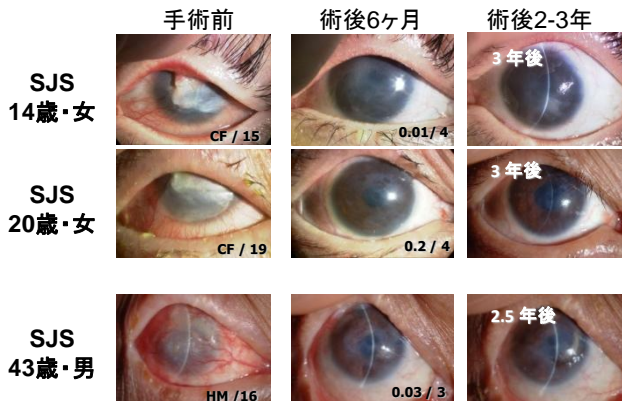 手術前
術後6ヶ月
術後2-3年
SJS
14歳・女
CF / 15
0.01/ 4
3 年後
SJS
20歳・女
CF / 19
0.2 / 4
3 年後
SJS
43歳・男
HM /16
0.03 / 3
2.5 年後